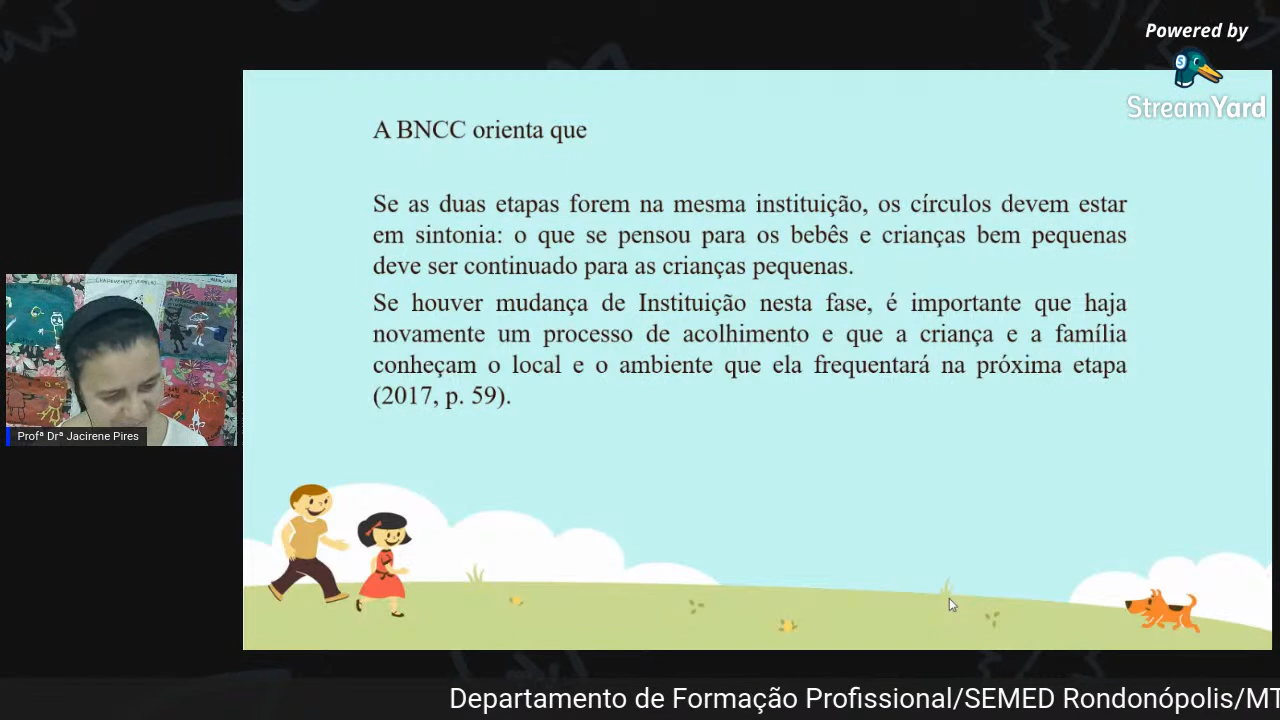 Powered by
StreamYard
A BNCC orienta que
Se as duas etapas forem na mesma instituição, os círculos devem estar
em sintonia: o que se pensou para os bebês e crianças bem pequenas
deve ser continuado para as crianças pequenas.
Se houver mudança de Instituição nesta fase, é importante que haja
novamente um processo de acolhimento e que a criança e a família
conheçam o local e o ambiente que ela frequentará na próxima etapa
(2017, p. 59).
Profª Drª Jacirene Pires
Departamento de Formação Profissional/SEMED Rondonópolis/MT